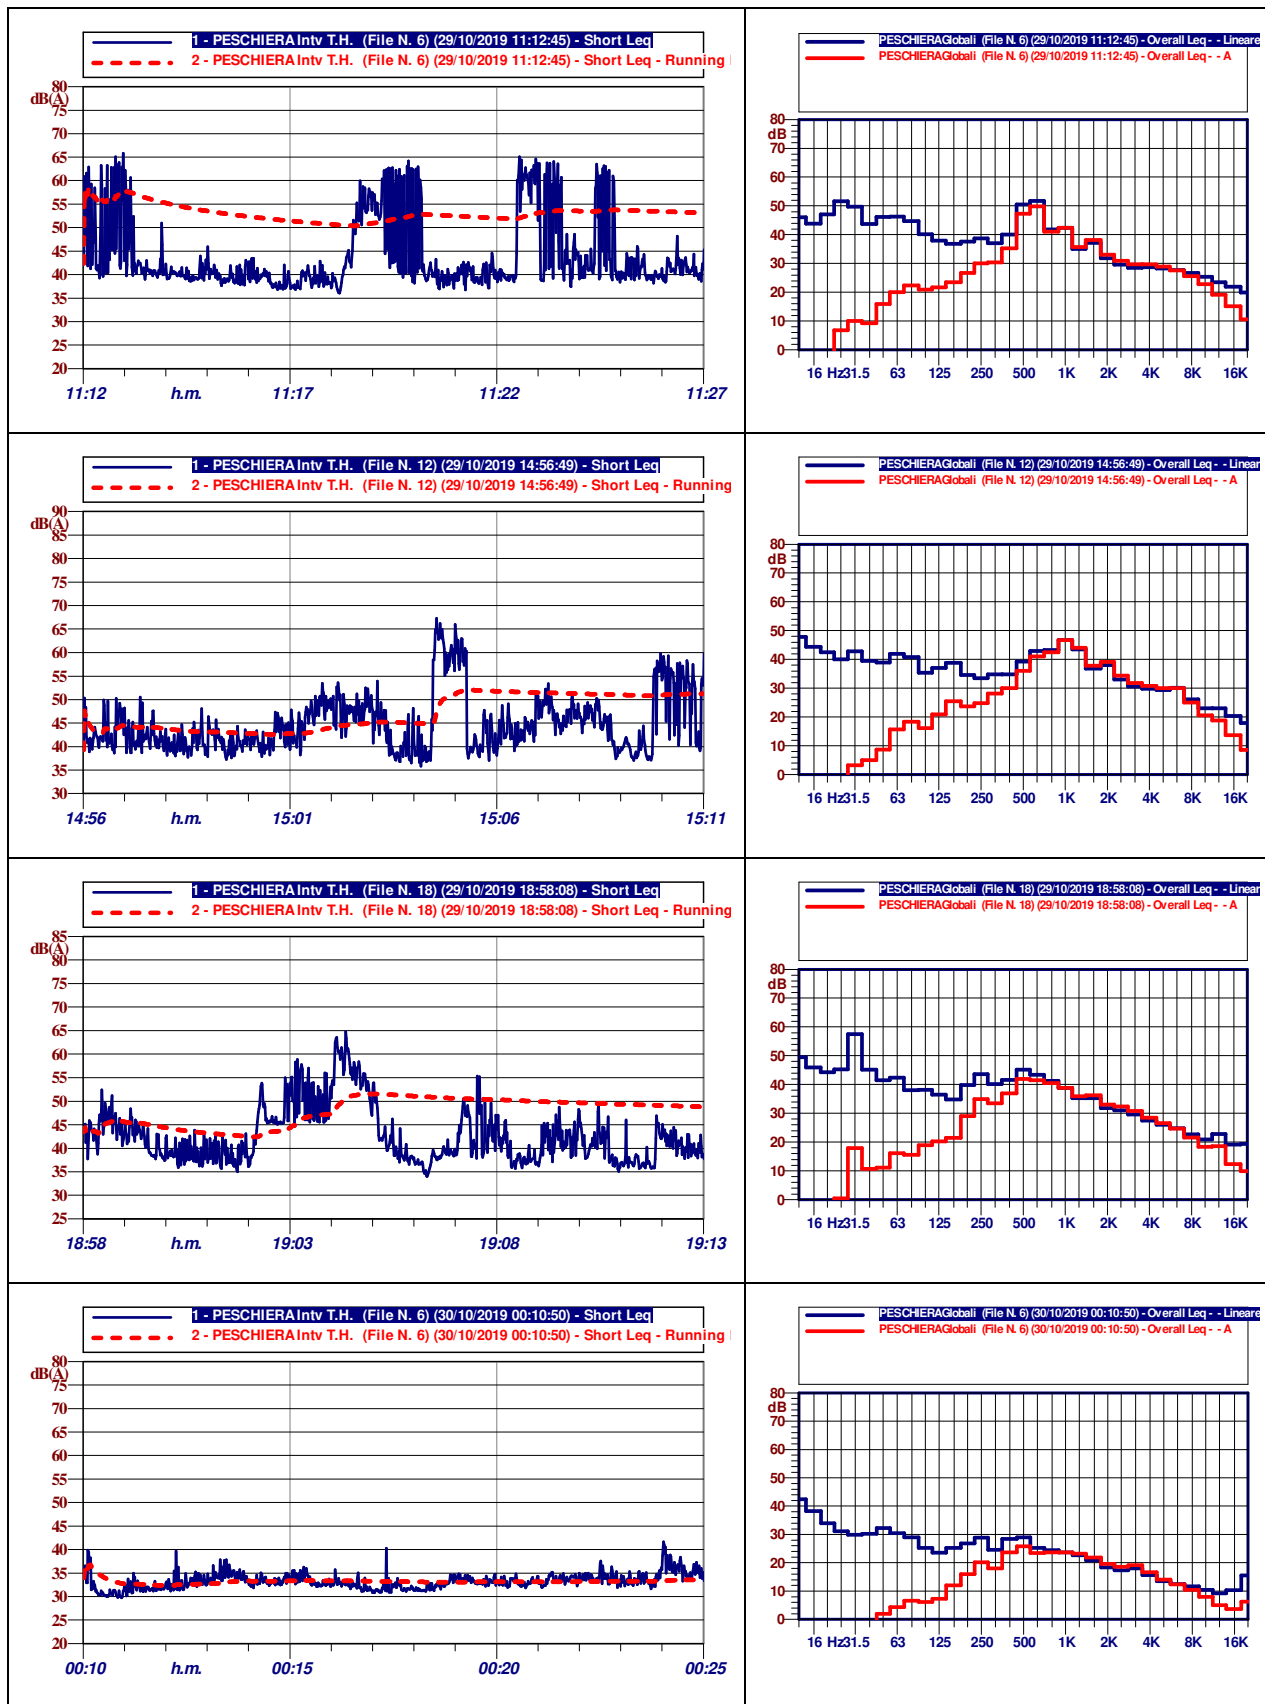 1 - PESCHIERA Intv T.H.  (File N. 6) (29/10/2019 11:12:45) - Short Leq
2 - PESCHIERA Intv T.H.  (File N. 6) (29/10/2019 11:12:45) - Short Leq - Running
80
dB(A)
75
70
65
60
55
50
45
40
35
30
25
20
11:12 h.m. 11:17 11:22 11:27
PESCHIERAGlobali  (File N. 6) (29/10/2019 11:12:45) - Overall Leq - - Lineare
PESCHIERAGlobali  (File N. 6) (29/10/2019 11:12:45) - Overall Leq - - A
80
dB
70
60
50
40
30
20
10
0
16 Hz 31.5 63 125 250 500 1K 2K 4K 8K 16K
1 - PESCHIERA Intv T.H.  (File N. 12) (29/10/2019 14:56:49) - Short Leq
2 - PESCHIERA Intv T.H.  (File N. 12) (29/10/2019 14:56:49) - Short Leq - Running
90
dB(A)
85
80
75
70
65
60
55
50
45
40
35
30
14:56 h.m. 15:01 15:06 15:11
PESCHIERAGlobali  (File N. 12) (29/10/2019 14:56:49) - Overall Leq - - Linear
PESCHIERAGlobali  (File N. 12) (29/10/2019 14:56:49) - Overall Leq - - A
80
dB
70
60
50
40
30
20
10
0
16 Hz 31.5 63 125 250 500 1K 2K 4K 8K 16K
1 - PESCHIERA Intv T.H.  (File N. 18) (29/10/2019 18:58:08) - Short Leq
2 - PESCHIERA Intv T.H.  (File N. 18) (29/10/2019 18:58:08) - Short Leq - Running
85
dB(A)
80
75
70
65
60
55
50
45
40
35
30
25
18:58 h.m. 19:03 19:08 19:13
PESCHIERAGlobali  (File N. 18) (29/10/2019 18:58:08) - Overall Leq - - Linear
PESCHIERAGlobali  (File N. 18) (29/10/2019 18:58:08) - Overall Leq - - A
80
dB
70
60
50
40
30
20
10
0
16 Hz 31.5 63 125 250 500 1K 2K 4K 8K 16K
1 - PESCHIERA Intv T.H.  (File N. 6) (30/10/2019 00:10:50) - Short Leq
2 - PESCHIERA Intv T.H.  (File N. 6) (30/10/2019 00:10:50) - Short Leq - Running
80
dB(A)
75
70
65
60
55
50
45
40
35
30
25
20
00:10 h.m. 00:15 00:20 00:25
PESCHIERAGlobali  (File N. 6) (30/10/2019 00:10:50) - Overall Leq - - Lineare
PESCHIERAGlobali  (File N. 6) (30/10/2019 00:10:50) - Overall Leq - - A
80
dB
70
60
50
40
30
20
10
0
16 Hz 31.5 63 125 250 500 1K 2K 4K 8K 16K